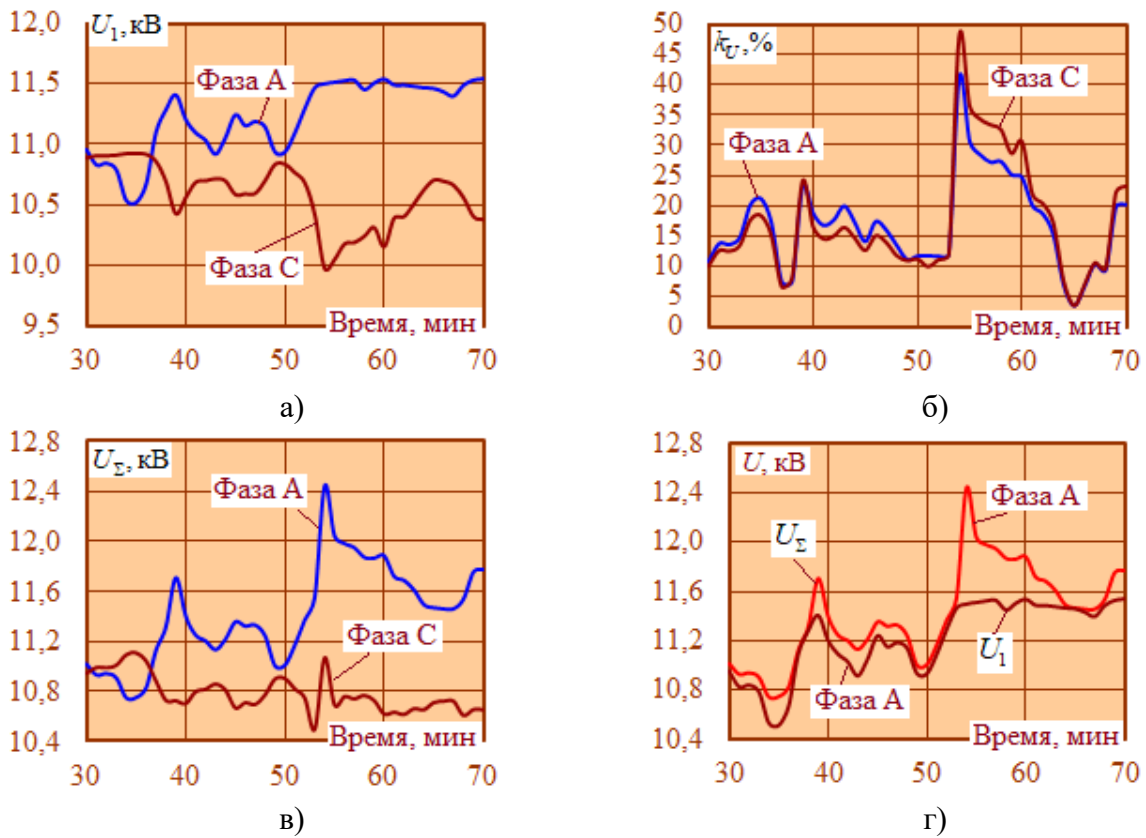 12,0
U₁, кВ
11,5
Фаза А
11,0
10,5
Фаза С
10,0
Время, мин
9,5
30 40 50 60 70
а)
50
k_U, %
45
40
Фаза С
35
30
Фаза А
25
20
15
10
5
Время, мин
0
30 40 50 60 70
б)
12,8
U_Σ, кВ
12,4
Фаза А
12,0
11,6
11,2
Фаза С
10,8
Время, мин
10,4
30 40 50 60 70
в)
12,8
U, кВ
12,4
Фаза А
U_Σ
12,0
11,6
U₁
11,2
Фаза А
10,8
Время, мин
10,4
30 40 50 60 70
г)